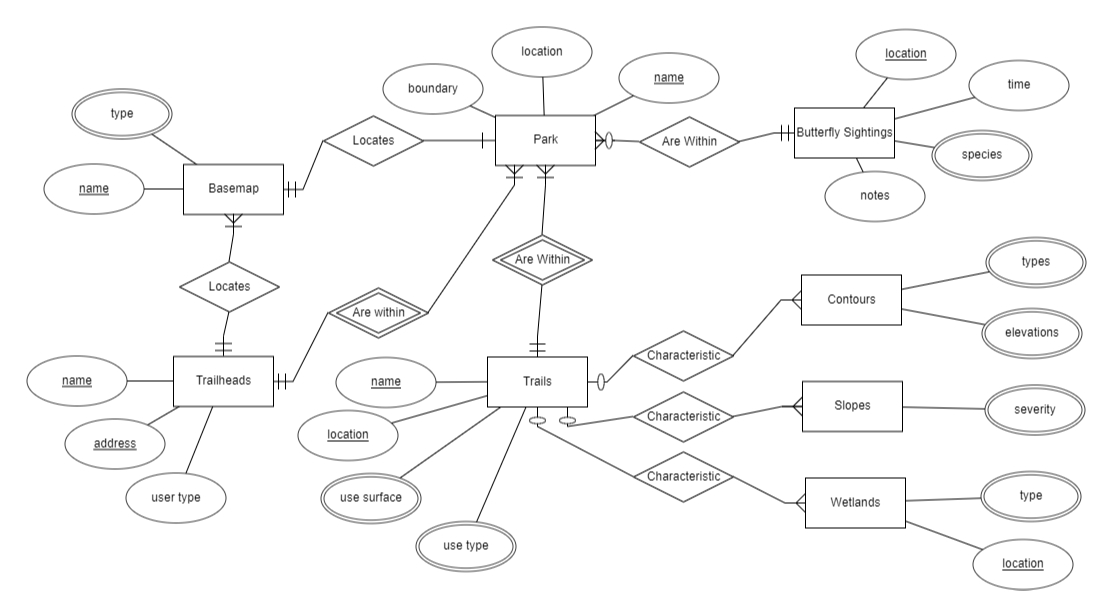 location
location
boundary
name
time
type
Locates
Park
Are Within
Butterfly Sightings
species
name
Basemap
notes
Are Within
types
Locates
Contours
Are within
elevations
Characteristic
name
Trailheads
name
Trails
Slopes
severity
Characteristic
address
location
Characteristic
type
user type
use surface
Wetlands
use type
location